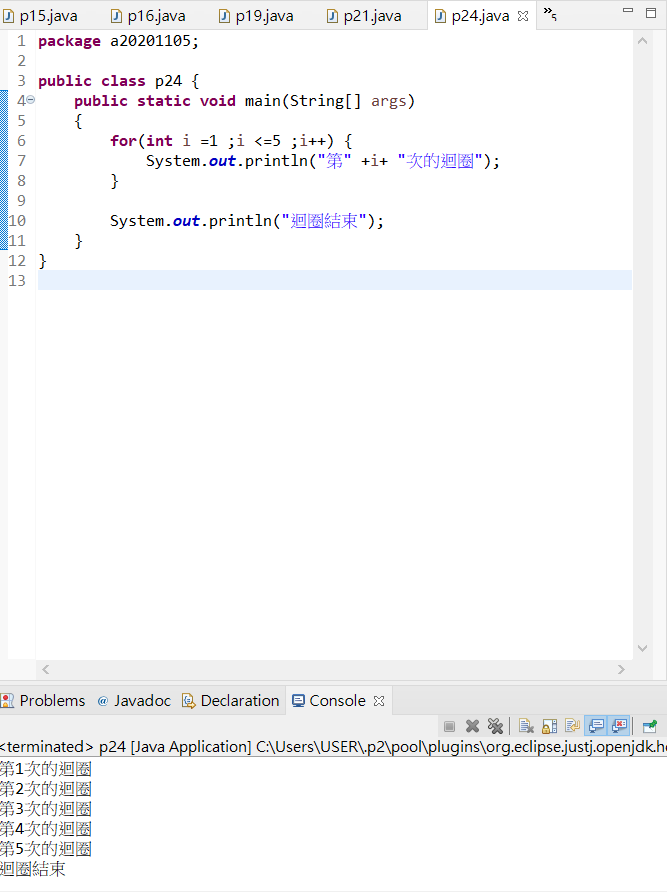 p15.java p16.java p19.java p21.java p24.java »5
1 package a20201105;
2
3 public class p24 {
4 public static void main(String[] args)
5 {
6 for(int i =1 ;i <=5 ;i++) {
7 System.out.println("第" +i+ "次的迴圈");
8 }
9
10 System.out.println("迴圈結束");
11 }
12 }
13
Problems @ Javadoc Declaration Console
<terminated> p24 [Java Application] C:\Users\USER\.p2\pool\plugins\org.eclipse.justj.openjdk.ho
第1次的迴圈
第2次的迴圈
第3次的迴圈
第4次的迴圈
第5次的迴圈
迴圈結束